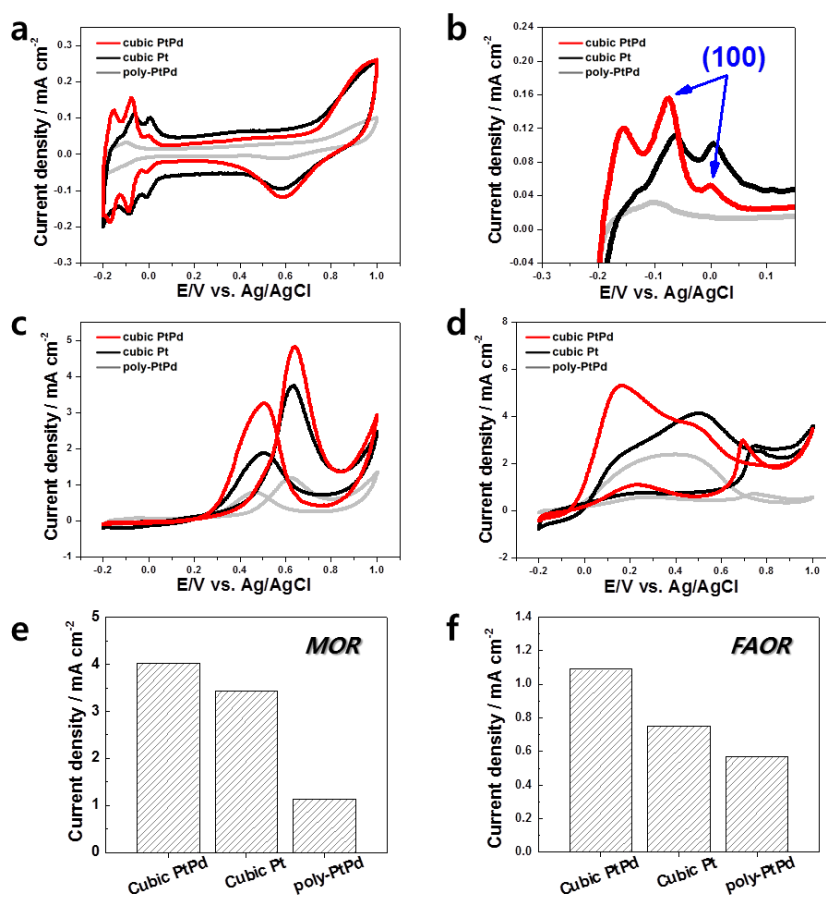 a
cubic PtPd
cubic Pt
poly-PtPd
0.3
0.2
0.1
0.0
-0.1
-0.2
-0.3
-0.2 0.0 0.2 0.4 0.6 0.8 1.0
Current density / mA cm-2
E/V vs. Ag/AgCl
b
cubic PtPd
cubic Pt
poly-PtPd
(100)
0.20
0.16
0.12
0.08
0.04
0.00
-0.04
-0.3 -0.2 -0.1 0.0 0.1
Current density / mA cm-2
E/V vs. Ag/AgCl
c
cubic PtPd
cubic Pt
poly-PtPd
5
4
3
2
1
0
-1
-0.2 0.0 0.2 0.4 0.6 0.8 1.0
Current density / mA cm-2
E/V vs. Ag/AgCl
d
cubic PtPd
cubic Pt
poly-PtPd
8
6
4
2
0
-2
-0.2 0.0 0.2 0.4 0.6 0.8 1.0
Current density / mA cm-2
E/V vs. Ag/AgCl
e
MOR
5
4
3
2
1
0
Current density / mA cm-2
Cubic PtPd Cubic Pt poly-PtPd
f
FAOR
1.4
1.2
1.0
0.8
0.6
0.4
0.2
0.0
Current density / mA cm-2
Cubic PtPd Cubic Pt poly-PtPd